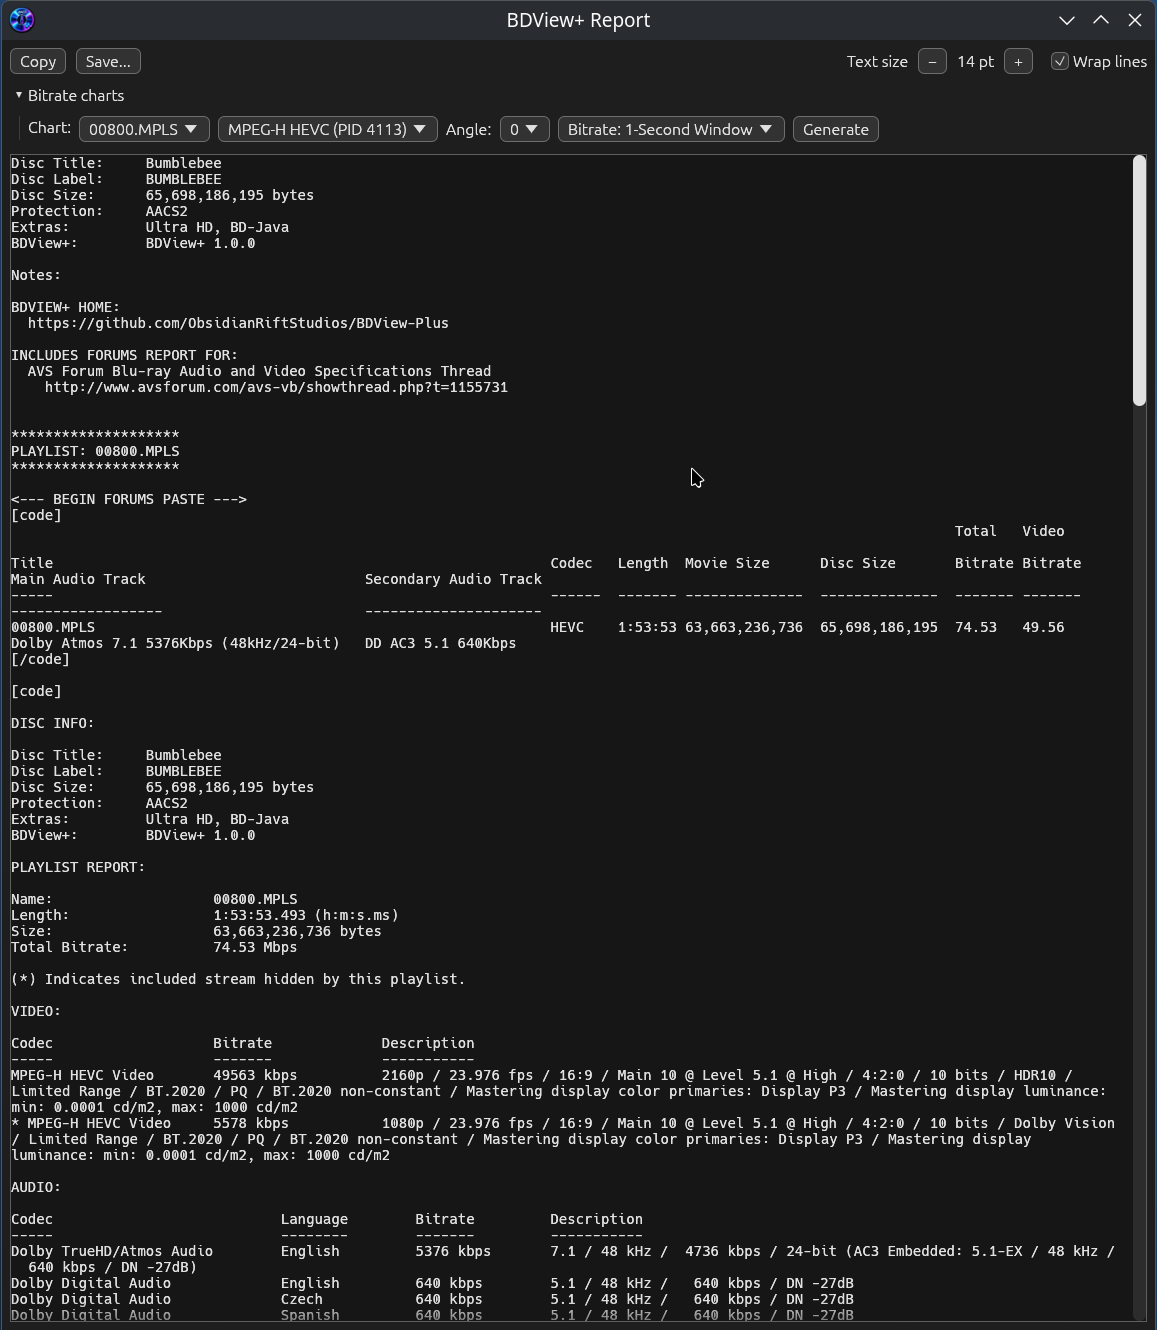 BDView+ Report
Copy Save... Text size − 14 pt + Wrap lines
Bitrate charts
Chart: 00800.MPLS MPEG-H HEVC (PID 4113) Angle: 0 Bitrate: 1-Second Window Generate
Disc Title: Bumblebee
Disc Label: BUMBLEBEE
Disc Size: 65,698,186,195 bytes
Protection: AACS2
Extras: Ultra HD, BD-Java
BDView+: BDView+ 1.0.0
Notes:
BDVIEW+ HOME:
https://github.com/ObsidianRiftStudios/BDView-Plus
INCLUDES FORUMS REPORT FOR:
AVS Forum Blu-ray Audio and Video Specifications Thread
http://www.avsforum.com/avs-vb/showthread.php?t=1155731
********************
PLAYLIST: 00800.MPLS
********************
<--- BEGIN FORUMS PASTE --->
[code]
Total Video
Title Codec Length Movie Size Disc Size Bitrate Bitrate
Main Audio Track Secondary Audio Track
----- ------ ------- -------------- -------------- ------- -------
------------------ ---------------------
00800.MPLS HEVC 1:53:53 63,663,236,736 65,698,186,195 74.53 49.56
Dolby Atmos 7.1 5376Kbps (48kHz/24-bit) DD AC3 5.1 640Kbps
[/code]
[code]
DISC INFO:
Disc Title: Bumblebee
Disc Label: BUMBLEBEE
Disc Size: 65,698,186,195 bytes
Protection: AACS2
Extras: Ultra HD, BD-Java
BDView+: BDView+ 1.0.0
PLAYLIST REPORT:
Name: 00800.MPLS
Length: 1:53:53.493 (h:m:s.ms)
Size: 63,663,236,736 bytes
Total Bitrate: 74.53 Mbps
(*) Indicates included stream hidden by this playlist.
VIDEO:
Codec Bitrate Description
----- ------- -----------
MPEG-H HEVC Video 49563 kbps 2160p / 23.976 fps / 16:9 / Main 10 @ Level 5.1 @ High / 4:2:0 / 10 bits / HDR10 /
Limited Range / BT.2020 / PQ / BT.2020 non-constant / Mastering display color primaries: Display P3 / Mastering display luminance:
min: 0.0001 cd/m2, max: 1000 cd/m2
* MPEG-H HEVC Video 5578 kbps 1080p / 23.976 fps / 16:9 / Main 10 @ Level 5.1 @ High / 4:2:0 / 10 bits / Dolby Vision
/ Limited Range / BT.2020 / PQ / BT.2020 non-constant / Mastering display color primaries: Display P3 / Mastering display
luminance: min: 0.0001 cd/m2, max: 1000 cd/m2
AUDIO:
Codec Language Bitrate Description
----- -------- ------- -----------
Dolby TrueHD/Atmos Audio English 5376 kbps 7.1 / 48 kHz / 4736 kbps / 24-bit (AC3 Embedded: 5.1-EX / 48 kHz /
640 kbps / DN -27dB)
Dolby Digital Audio English 640 kbps 5.1 / 48 kHz / 640 kbps / DN -27dB
Dolby Digital Audio Czech 640 kbps 5.1 / 48 kHz / 640 kbps / DN -27dB
Dolby Digital Audio Spanish 640 kbps 5.1 / 48 kHz / 640 kbps / DN -27dB